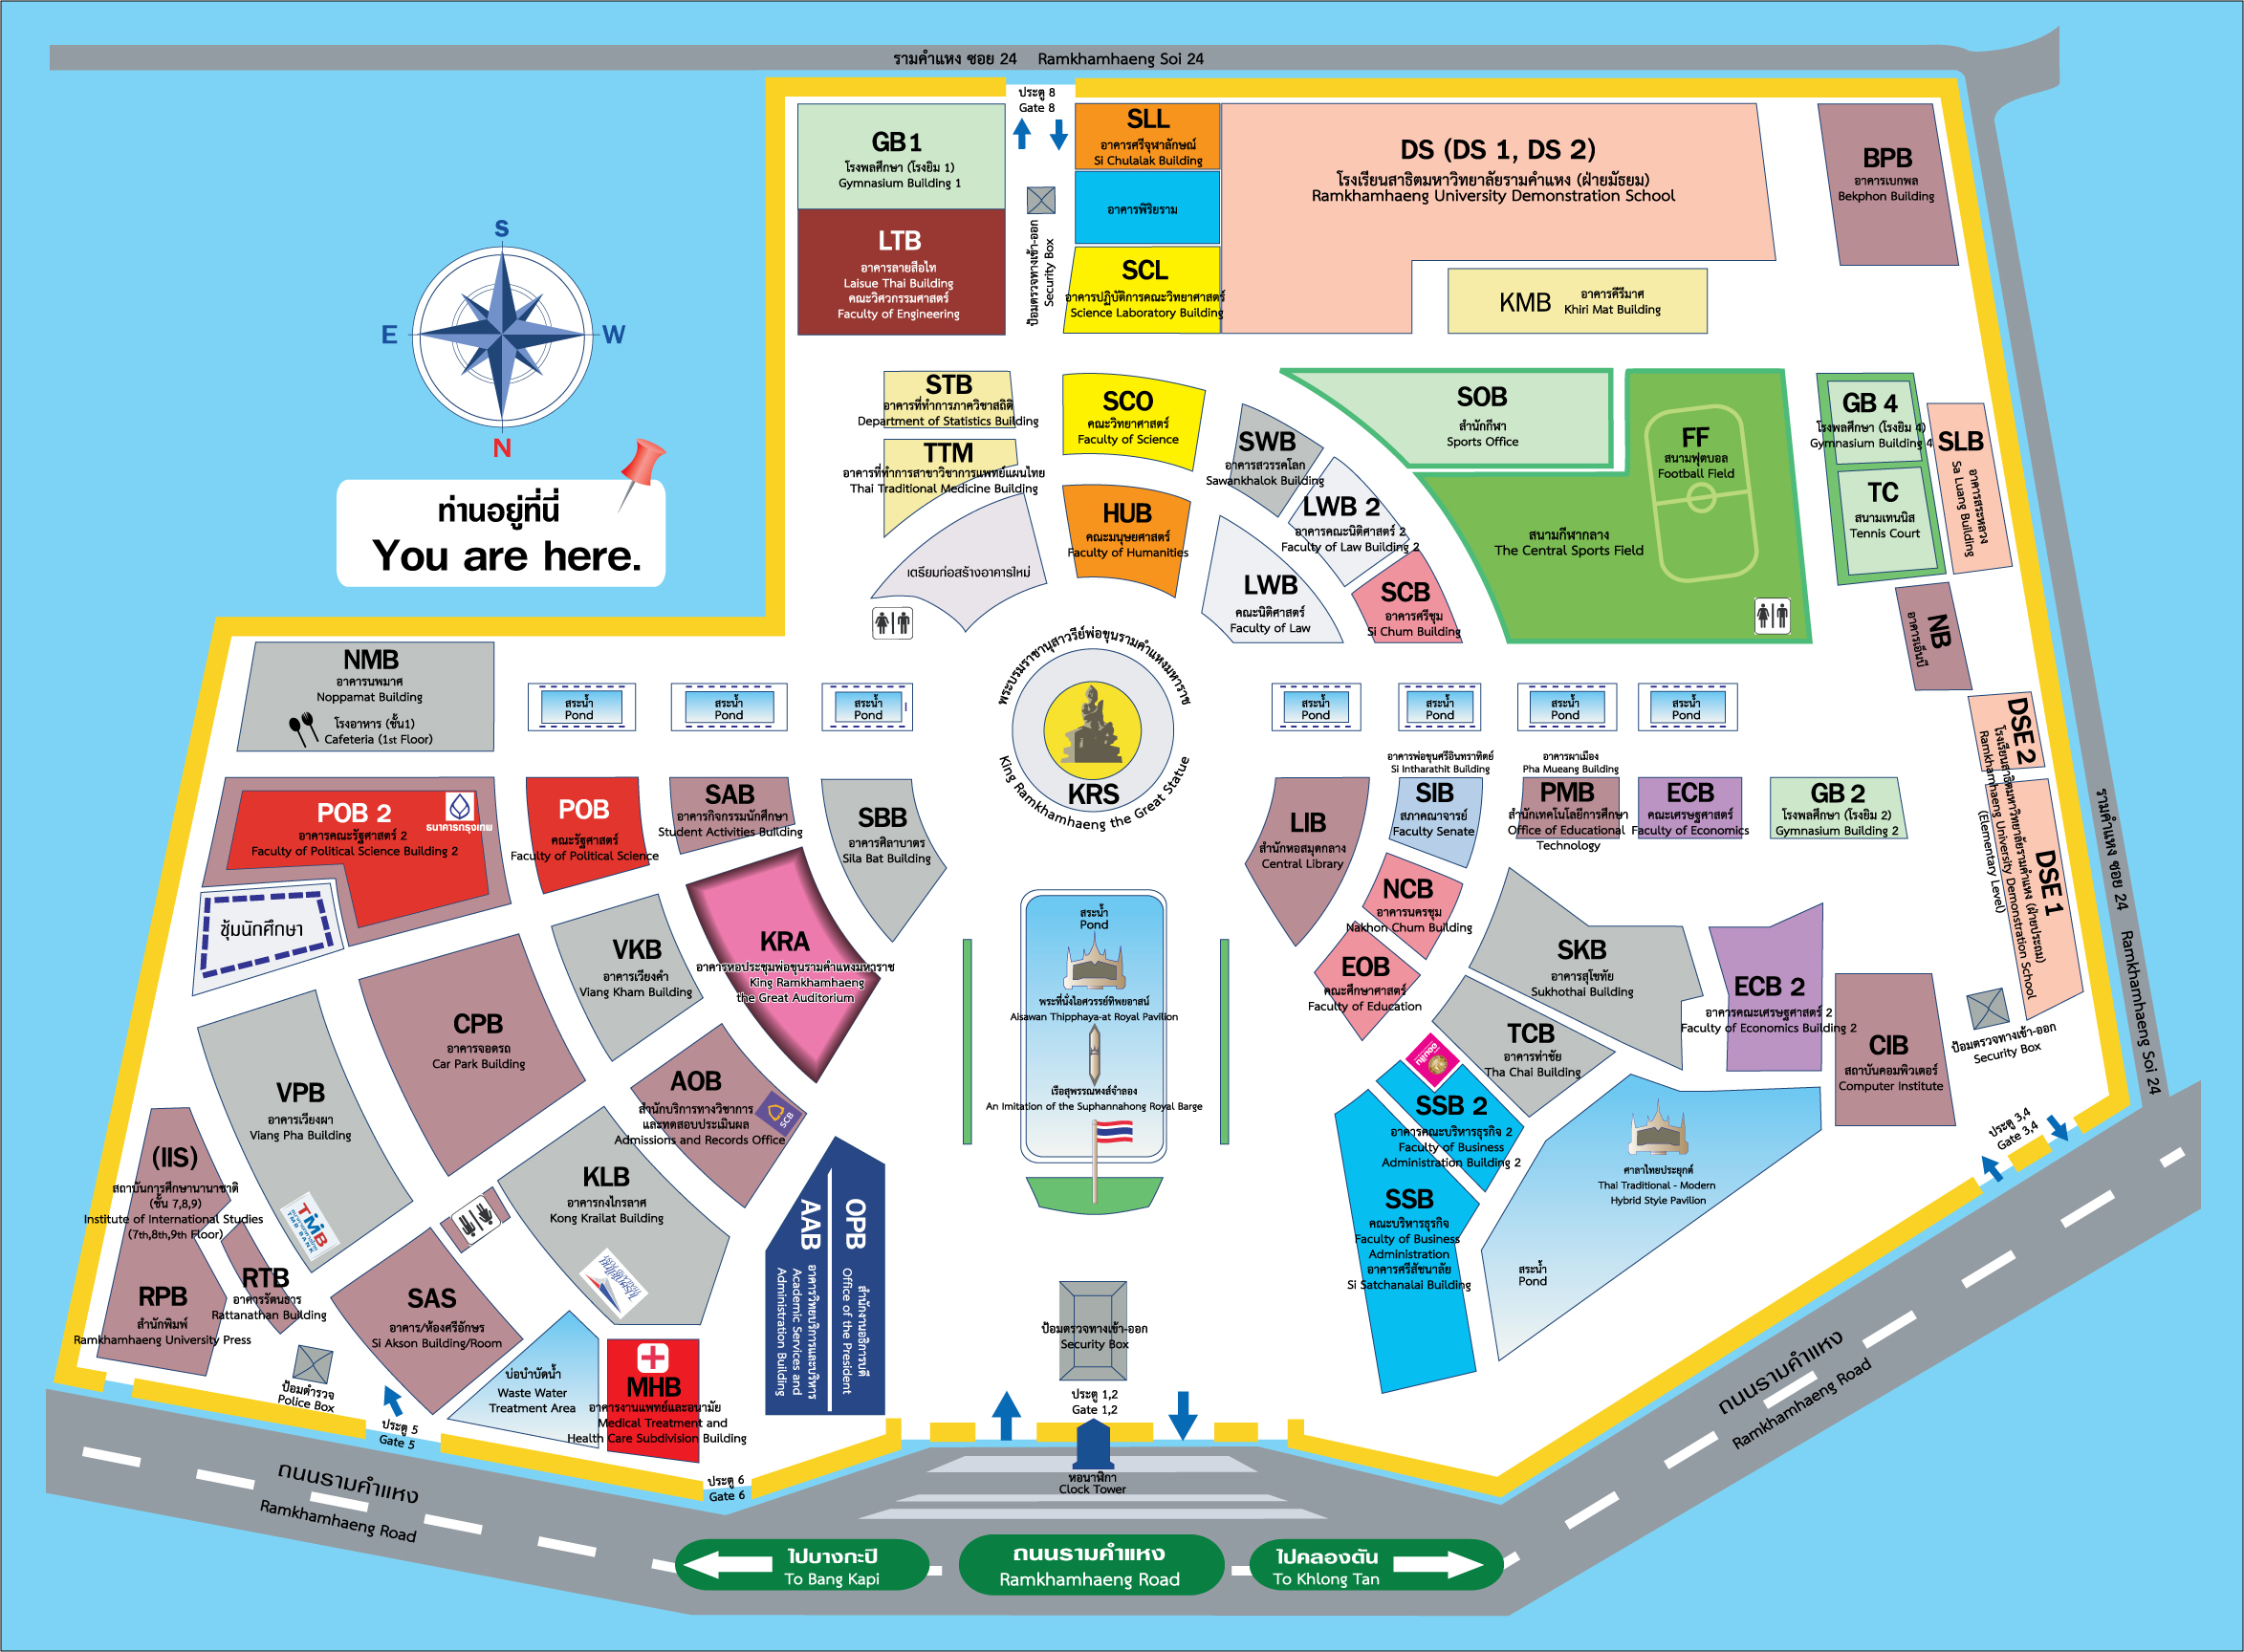 รามคำแหง ซอย 24 Ramkhamhaeng Soi 24
ประตู 8
Gate 8
GB 1
โรงพลศึกษา (โรงยิม 1)
Gymnasium Building 1
LTB
อาคารลายสือไท
Laisue Thai Building
คณะวิศวกรรมศาสตร์
Faculty of Engineering
ป้อมตรวจทางเข้า-ออก
Security Box
SLL
อาคารศรีจุฬาลักษณ์
Si Chulalak Building
อาคารพิริยราม
SCL
อาคารปฏิบัติการคณะวิทยาศาสตร์
Science Laboratory Building
DS (DS 1, DS 2)
โรงเรียนสาธิตมหาวิทยาลัยรามคำแหง (ฝ่ายมัธยม)
Ramkhamhaeng University Demonstration School
KMB
อาคารคีรีมาศ
Khiri Mat Building
BPB
อาคารเบกพล
Bekphon Building
S
E
W
N
ท่านอยู่ที่นี่
You are here.
STB
อาคารที่ทำการภาควิชาสถิติ
Department of Statistics Building
TTM
อาคารที่ทำการสาขาวิชาการแพทย์แผนไทย
Thai Traditional Medicine Building
เตรียมก่อสร้างอาคารใหม่
SCO
คณะวิทยาศาสตร์
Faculty of Science
HUB
คณะมนุษยศาสตร์
Faculty of Humanities
SWB
อาคารสวรรคโลก
Sawankhalok Building
LWB 2
อาคารคณะนิติศาสตร์ 2
Faculty of Law Building 2
LWB
คณะนิติศาสตร์
Faculty of Law
SCB
อาคารศรีชุม
Si Chum Building
SOB
สำนักกีฬา
Sports Office
FF
สนามฟุตบอล
Football Field
สนามกีฬากลาง
The Central Sports Field
GB 4
โรงพลศึกษา (โรงยิม 4)
Gymnasium Building 4
TC
สนามเทนนิส
Tennis Court
SLB
อาคารสระหลวง
Sa Luang Building
NB
อาคารเอ็นบี
DSE 2
DSE 1
โรงเรียนสาธิตมหาวิทยาลัยรามคำแหง (ฝ่ายประถม)
Ramkhamhaeng University Demonstration School
(Elementary Level)
รามคำแหง ซอย 24 Ramkhamhaeng Soi 24
NMB
อาคารนพมาศ
Noppamat Building
โรงอาหาร (ชั้น1)
Cafeteria (1st Floor)
สระน้ำ
Pond
สระน้ำ
Pond
สระน้ำ
Pond
พระบรมราชานุสาวรีย์พ่อขุนรามคำแหงมหาราช
KRS
King Ramkhamhaeng the Great Statue
สระน้ำ
Pond
สระน้ำ
Pond
สระน้ำ
Pond
สระน้ำ
Pond
POB 2
อาคารคณะรัฐศาสตร์ 2
Faculty of Political Science Building 2
ธนาคารกรุงเทพ
POB
คณะรัฐศาสตร์
Faculty of Political Science
SAB
อาคารกิจกรรมนักศึกษา
Student Activities Building
SBB
อาคารศิลาบาตร
Sila Bat Building
LIB
สำนักหอสมุดกลาง
Central Library
อาคารพ่อขุนศรีอินทราทิตย์
Si Intharathit Building
SIB
สภาคณาจารย์
Faculty Senate
อาคารผาเมือง
Pha Mueang Building
PMB
สำนักเทคโนโลยีการศึกษา
Office of Educational
Technology
ECB
คณะเศรษฐศาสตร์
Faculty of Economics
GB 2
โรงพลศึกษา (โรงยิม 2)
Gymnasium Building 2
ซุ้มนักศึกษา
VKB
อาคารเวียงคำ
Viang Kham Building
KRA
อาคารหอประชุมพ่อขุนรามคำแหงมหาราช
King Ramkhamhaeng
the Great Auditorium
สระน้ำ
Pond
พระที่นั่งไอศวรรย์ทิพยอาสน์
Aisawan Thipphaya-at Royal Pavilion
เรือสุพรรณหงส์จำลอง
An Imitation of the Suphannahong Royal Barge
NCB
อาคารนครชุม
Nakhon Chum Building
EOB
คณะศึกษาศาสตร์
Faculty of Education
SKB
อาคารสุโขทัย
Sukhothai Building
ECB 2
อาคารคณะเศรษฐศาสตร์ 2
Faculty of Economics Building 2
TCB
อาคารท่าชัย
Tha Chai Building
ออมสิน
CIB
สถาบันคอมพิวเตอร์
Computer Institute
ป้อมตรวจทางเข้า-ออก
Security Box
ประตู 3,4
Gate 3,4
CPB
อาคารจอดรถ
Car Park Building
VPB
อาคารเวียงผา
Viang Pha Building
TMB
TMB BANK
AOB
สำนักบริการทางวิชาการ
และทดสอบประเมินผล
Admissions and Records Office
SCB
KLB
อาคารกงไกรลาศ
Kong Krailat Building
(IIS)
สถาบันการศึกษานานาชาติ
(ชั้น 7,8,9)
Institute of International Studies
(7th,8th,9th Floor)
RPB
สำนักพิมพ์
Ramkhamhaeng University Press
RTB
อาคารรัตนธาร
Rattanathan Building
SAS
อาคาร/ห้องศรีอักษร
Si Akson Building/Room
ป้อมตำรวจ
Police Box
บ่อบำบัดน้ำ
Waste Water
Treatment Area
MHB
อาคารงานแพทย์และอนามัย
Medical Treatment and
Health Care Subdivision Building
AAB
อาคารวิทยบริการและบริหาร
Academic Services and
Administration Building
OPB
สำนักงานอธิการบดี
Office of the President
SSB 2
อาคารคณะบริหารธุรกิจ 2
Faculty of Business
Administration Building 2
SSB
คณะบริหารธุรกิจ
Faculty of Business
Administration
อาคารศรีสัชนาลัย
Si Satchanalai Building
ศาลาไทยประยุกต์
Thai Traditional - Modern
Hybrid Style Pavilion
สระน้ำ
Pond
ป้อมตรวจทางเข้า-ออก
Security Box
ประตู 1,2
Gate 1,2
ประตู 5
Gate 5
ประตู 6
Gate 6
หอนาฬิกา
Clock Tower
ถนนรามคำแหง
Ramkhamhaeng Road
ถนนรามคำแหง
Ramkhamhaeng Road
ไปบางกะปิ
To Bang Kapi
ถนนรามคำแหง
Ramkhamhaeng Road
ไปคลองตัน
To Khlong Tan